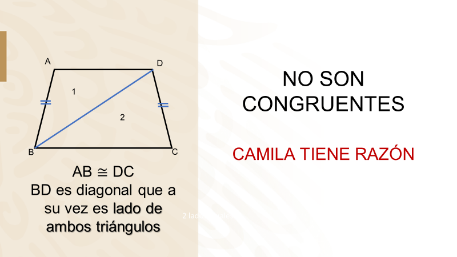 A
D
1
2
B
C
AB ≅ DC
BD es diagonal que a
su vez es lado de
ambos triángulos
NO SON
CONGRUENTES
CAMILA TIENE RAZÓN